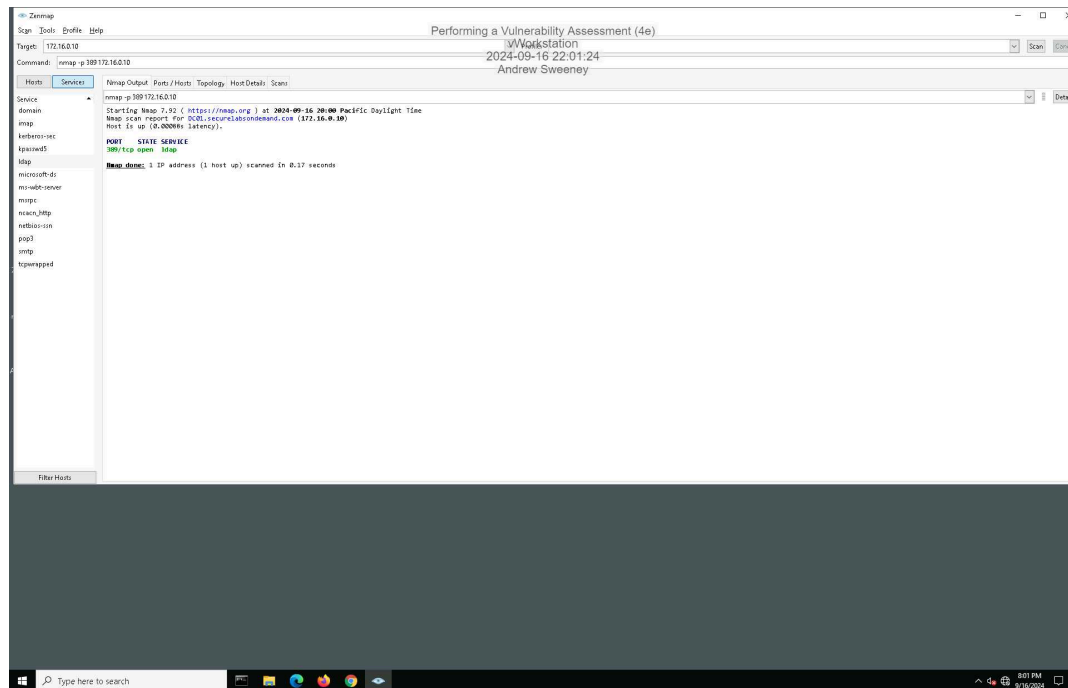 Zenmap
Scan Tools Profile Help
Performing a Vulnerability Assessment (4e)
vWorkstation
2024-09-16 22:01:24
Andrew Sweeney
Target: 172.16.0.10
Scan
Command: nmap -p 389 172.16.0.10
Hosts Services
Nmap Output Ports / Hosts Topology Host Details Scans
nmap -p 389 172.16.0.10
Service
domain
imap
kerberos-sec
kpasswd5
ldap
microsoft-ds
ms-wbt-server
msrpc
ncacn_http
netbios-ssn
pop3
smtp
tcpwrapped
Starting Nmap 7.92 ( https://nmap.org ) at 2024-09-16 20:00 Pacific Daylight Time
Nmap scan report for DC01.securelabsondemand.com (172.16.0.10)
Host is up (0.00088s latency).
PORT STATE SERVICE
389/tcp open ldap
Nmap done: 1 IP address (1 host up) scanned in 0.17 seconds
Filter Hosts
Type here to search
8:01 PM
9/16/2024